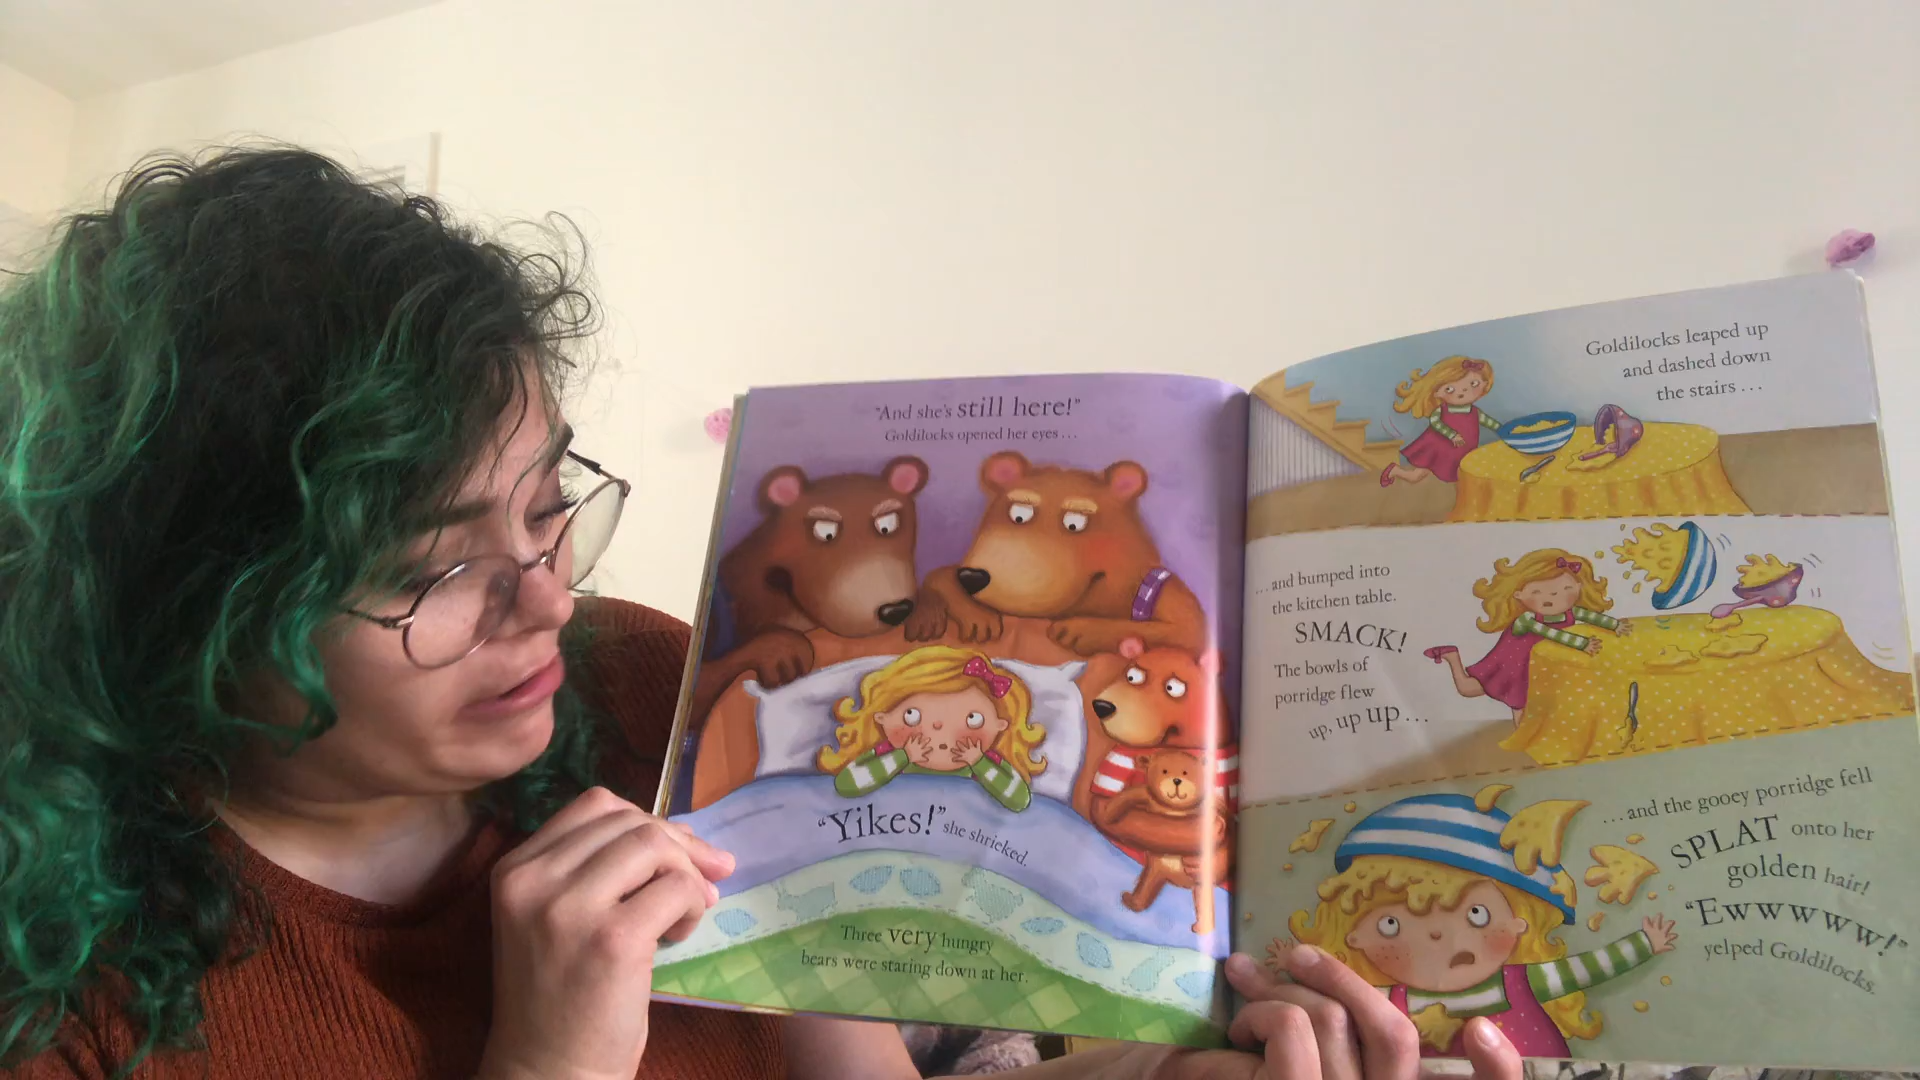 "And she's still here!"
Goldilocks opened her eyes...
"Yikes!" she shrieked.
Three very hungry
bears were staring down at her.
Goldilocks leaped up
and dashed down
the stairs...
...and bumped into
the kitchen table.
SMACK!
The bowls of
porridge flew
up, up up...
...and the gooey porridge fell
SPLAT onto her
golden hair!
"Ewwwww!"
yelped Goldilocks.